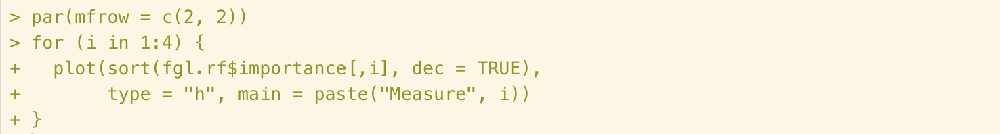 > par(mfrow = c(2, 2))
> for (i in 1:4) {
+   plot(sort(fgl.rf$importance[,i], dec = TRUE),
+        type = "h", main = paste("Measure", i))
+ }